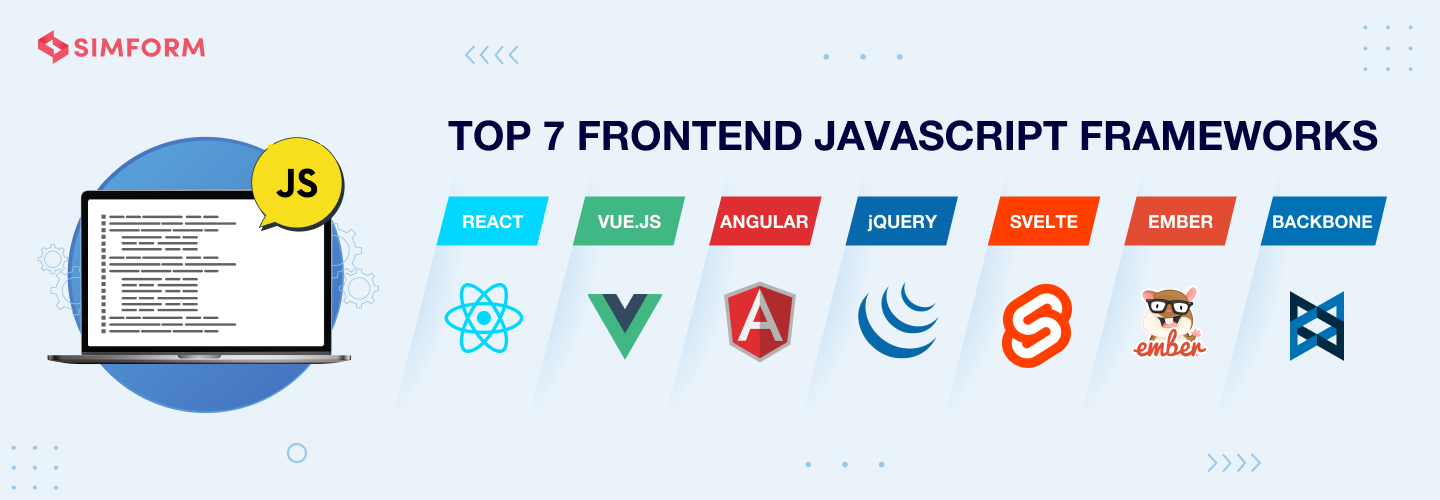 SIMFORM
TOP 7 FRONTEND JAVASCRIPT FRAMEWORKS
JS
REACT
VUE.JS
ANGULAR
jQUERY
SVELTE
EMBER
BACKBONE
A
ember